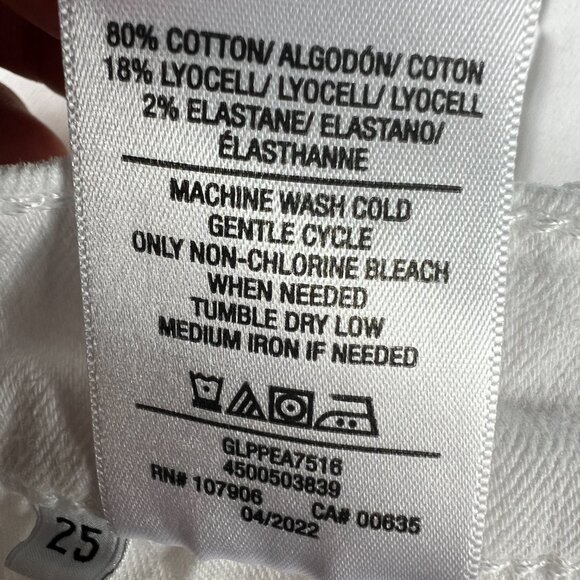 80% COTTON/ ALGODÓN/ COTON
18% LYOCELL/ LYOCELL/ LYOCELL
2% ELASTANE/ ELASTANO/
ÉLASTHANNE
MACHINE WASH COLD
GENTLE CYCLE
ONLY NON-CHLORINE BLEACH
WHEN NEEDED
TUMBLE DRY LOW
MEDIUM IRON IF NEEDED
GLPPEA7516
4500503839
RN# 107906 CA# 00635
04/2022
25